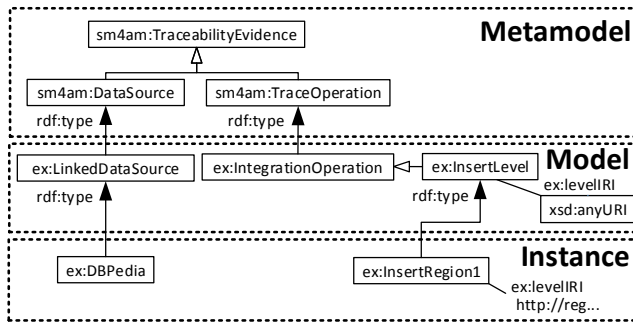 Metamodel
sm4am:TraceabilityEvidence
sm4am:DataSource
sm4am:TraceOperation
rdf:type
rdf:type
Model
ex:LinkedDataSource
ex:IntegrationOperation
ex:InsertLevel
ex:levelIRI
xsd:anyURI
rdf:type
rdf:type
Instance
ex:DBPedia
ex:InsertRegion1
ex:levelIRI
http://reg...